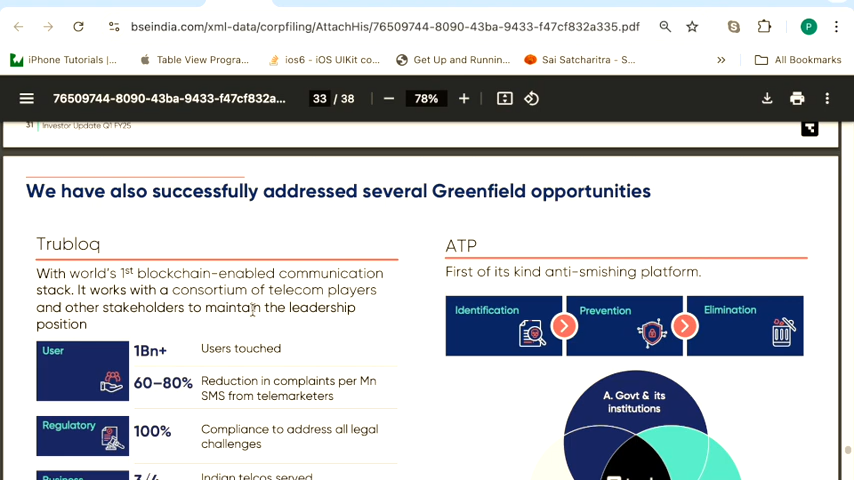 bseindia.com/xml-data/corpfiling/AttachHis/76509744-8090-43ba-9433-f47cf832a335.pdf
P
iPhone Tutorials |...
Table View Progra...
ios6 - iOS UIKit co...
Get Up and Runnin...
Sai Satcharitra - S...
»
All Bookmarks
76509744-8090-43ba-9433-f47cf832a...
33 / 38
78%
31 Investor Update Q1 FY25
We have also successfully addressed several Greenfield opportunities
Trubloq
With world's 1st blockchain-enabled communication
stack. It works with a consortium of telecom players
and other stakeholders to maintain the leadership
position
User
1Bn+ Users touched
60–80% Reduction in complaints per Mn
SMS from telemarketers
Regulatory
100% Compliance to address all legal
challenges
Business
3/4 Indian telcos served
ATP
First of its kind anti-smishing platform.
Identification
Prevention
Elimination
A. Govt & its
institutions